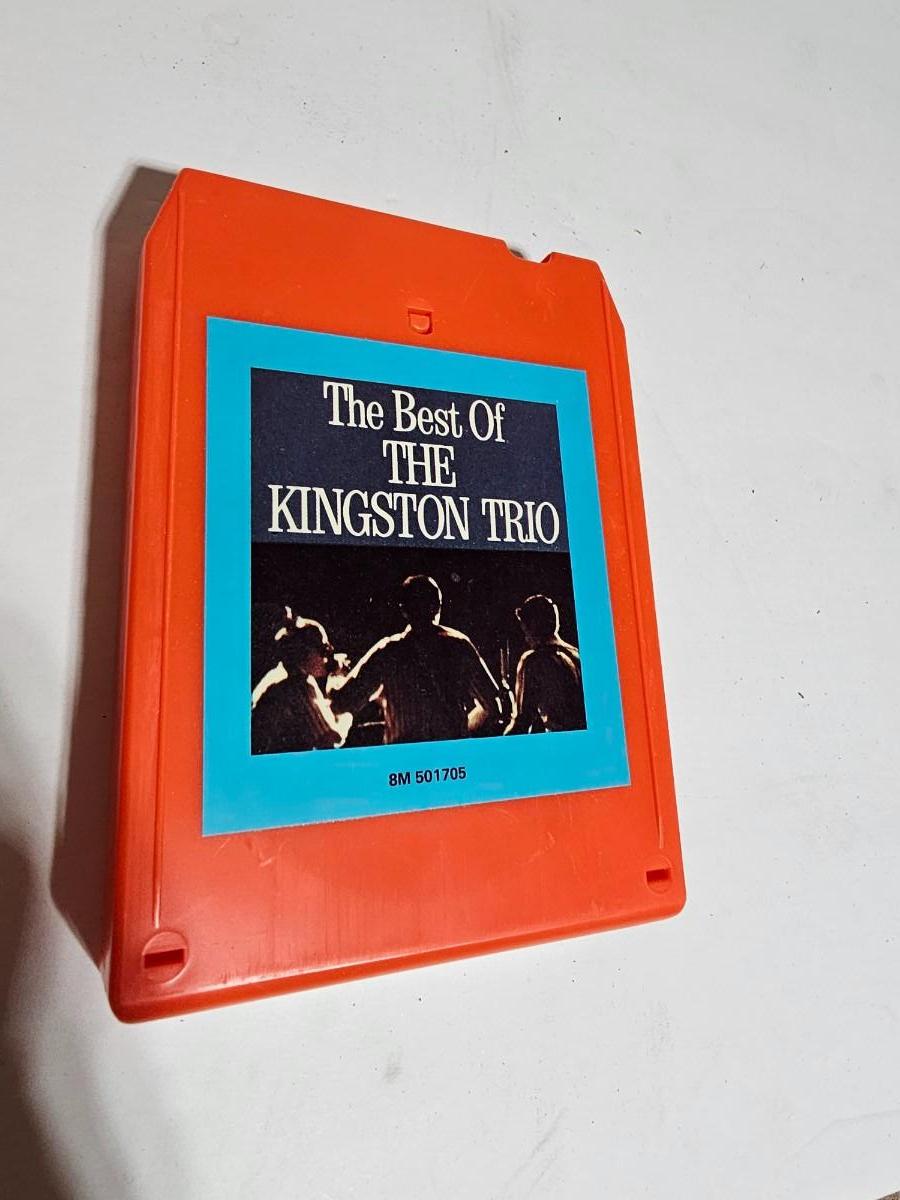 The Best Of
THE
KINGSTON TRIO
8M 501705